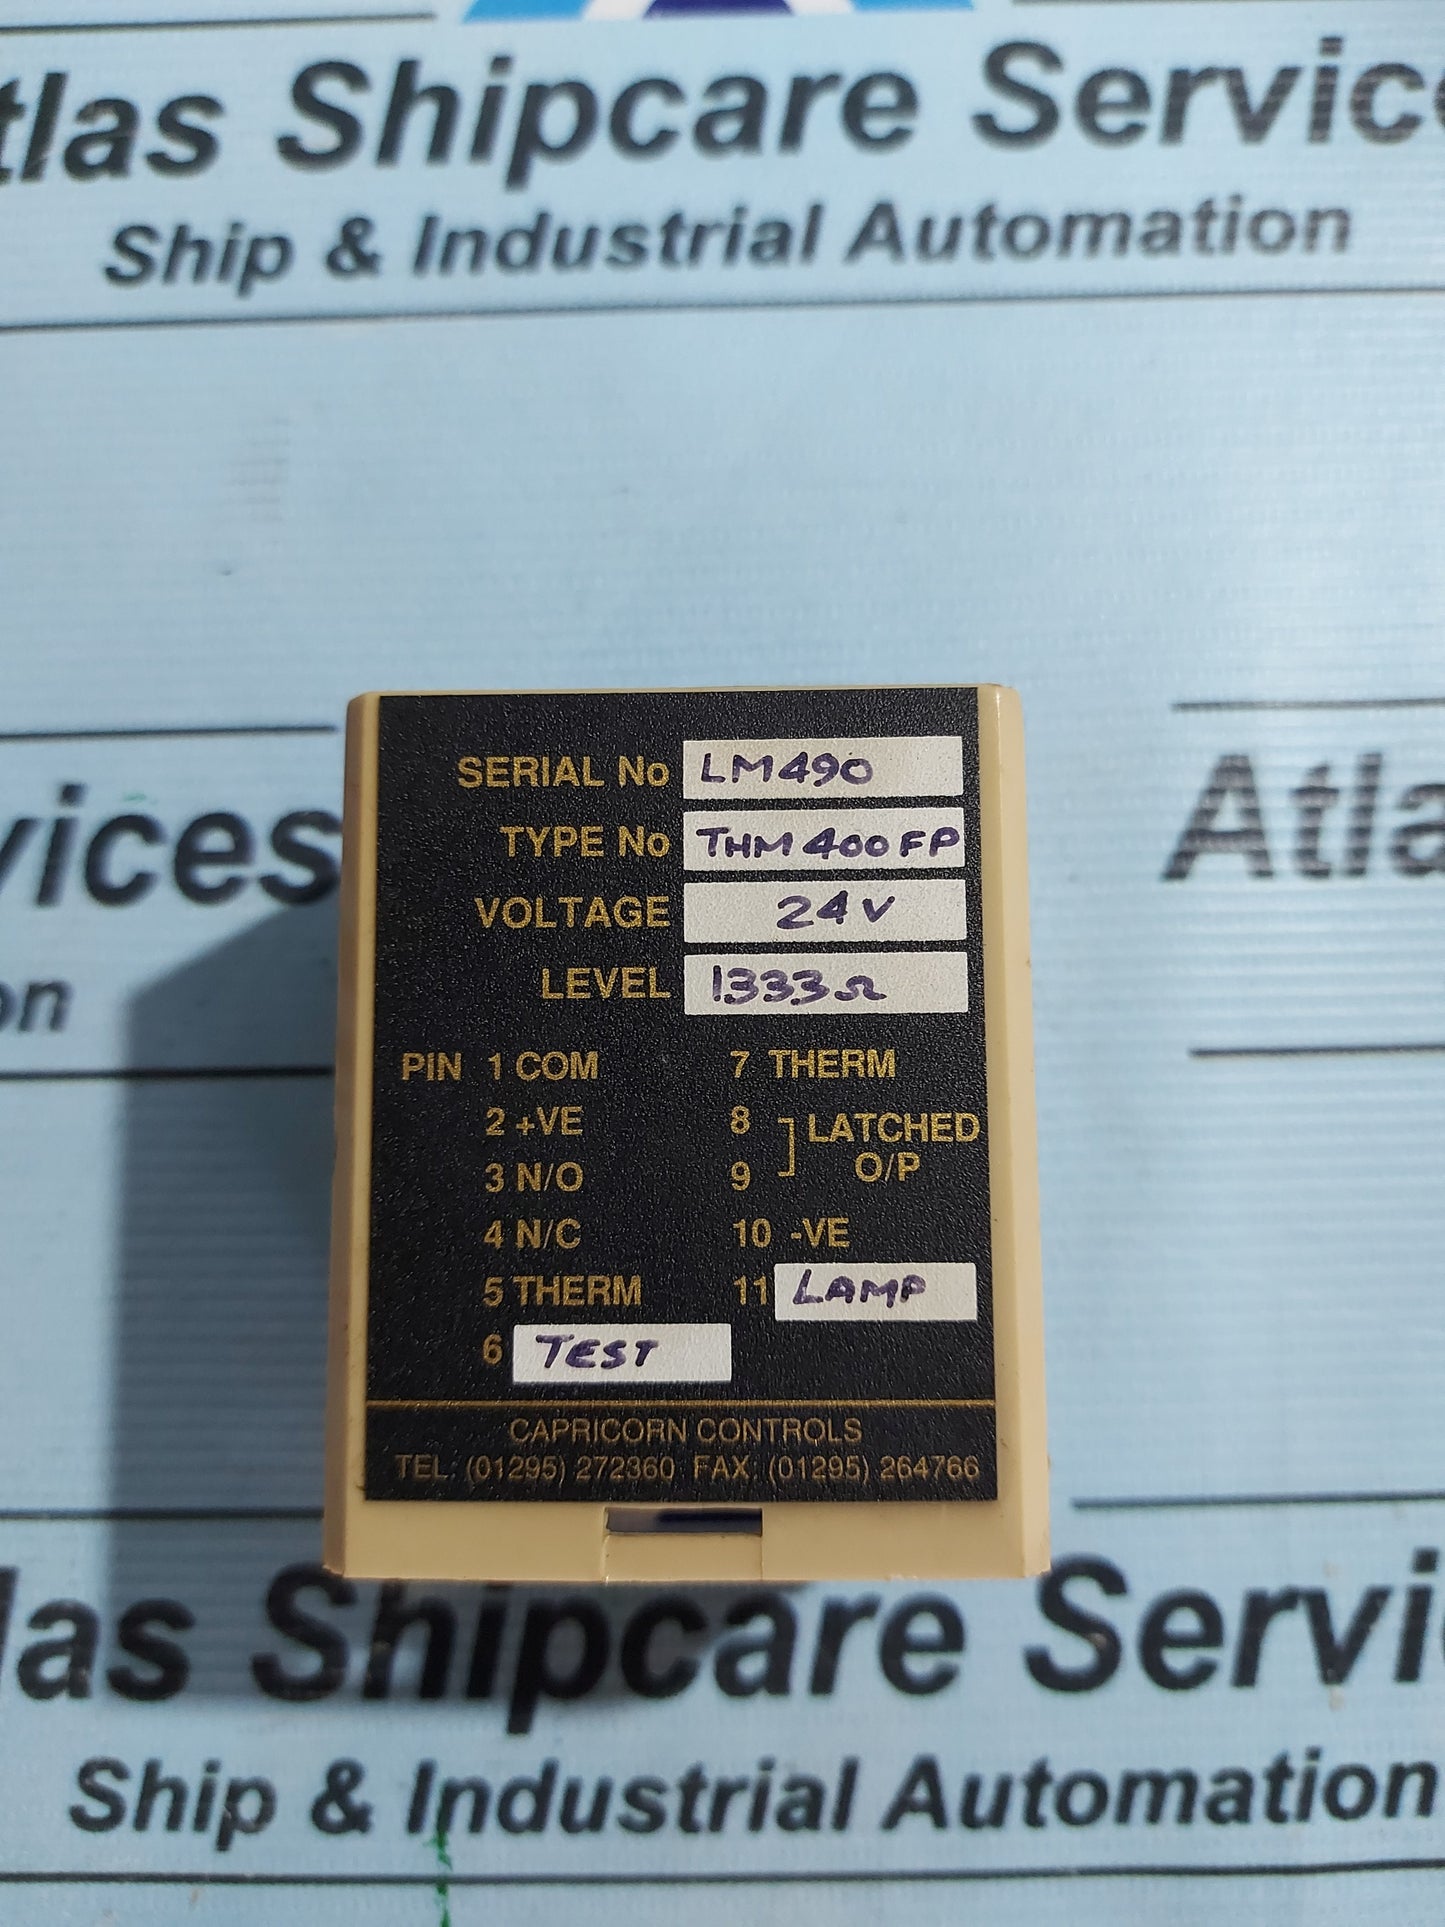 tlas Shipcare Servic
Ship & Industrial Automation
SERIAL No LM490
TYPE No THM400FP
VOLTAGE 24V
LEVEL 1333Ω
PIN 1 COM 7 THERM
2 +VE 8 LATCHED
3 N/O 9 O/P
4 N/C 10 -VE
5 THERM 11 LAMP
6 TEST
CAPRICORN CONTROLS
TEL: (01295) 272360 FAX: (01295) 264766
vices
Atla
on
las Shipcare Servi
Ship & Industrial Automation